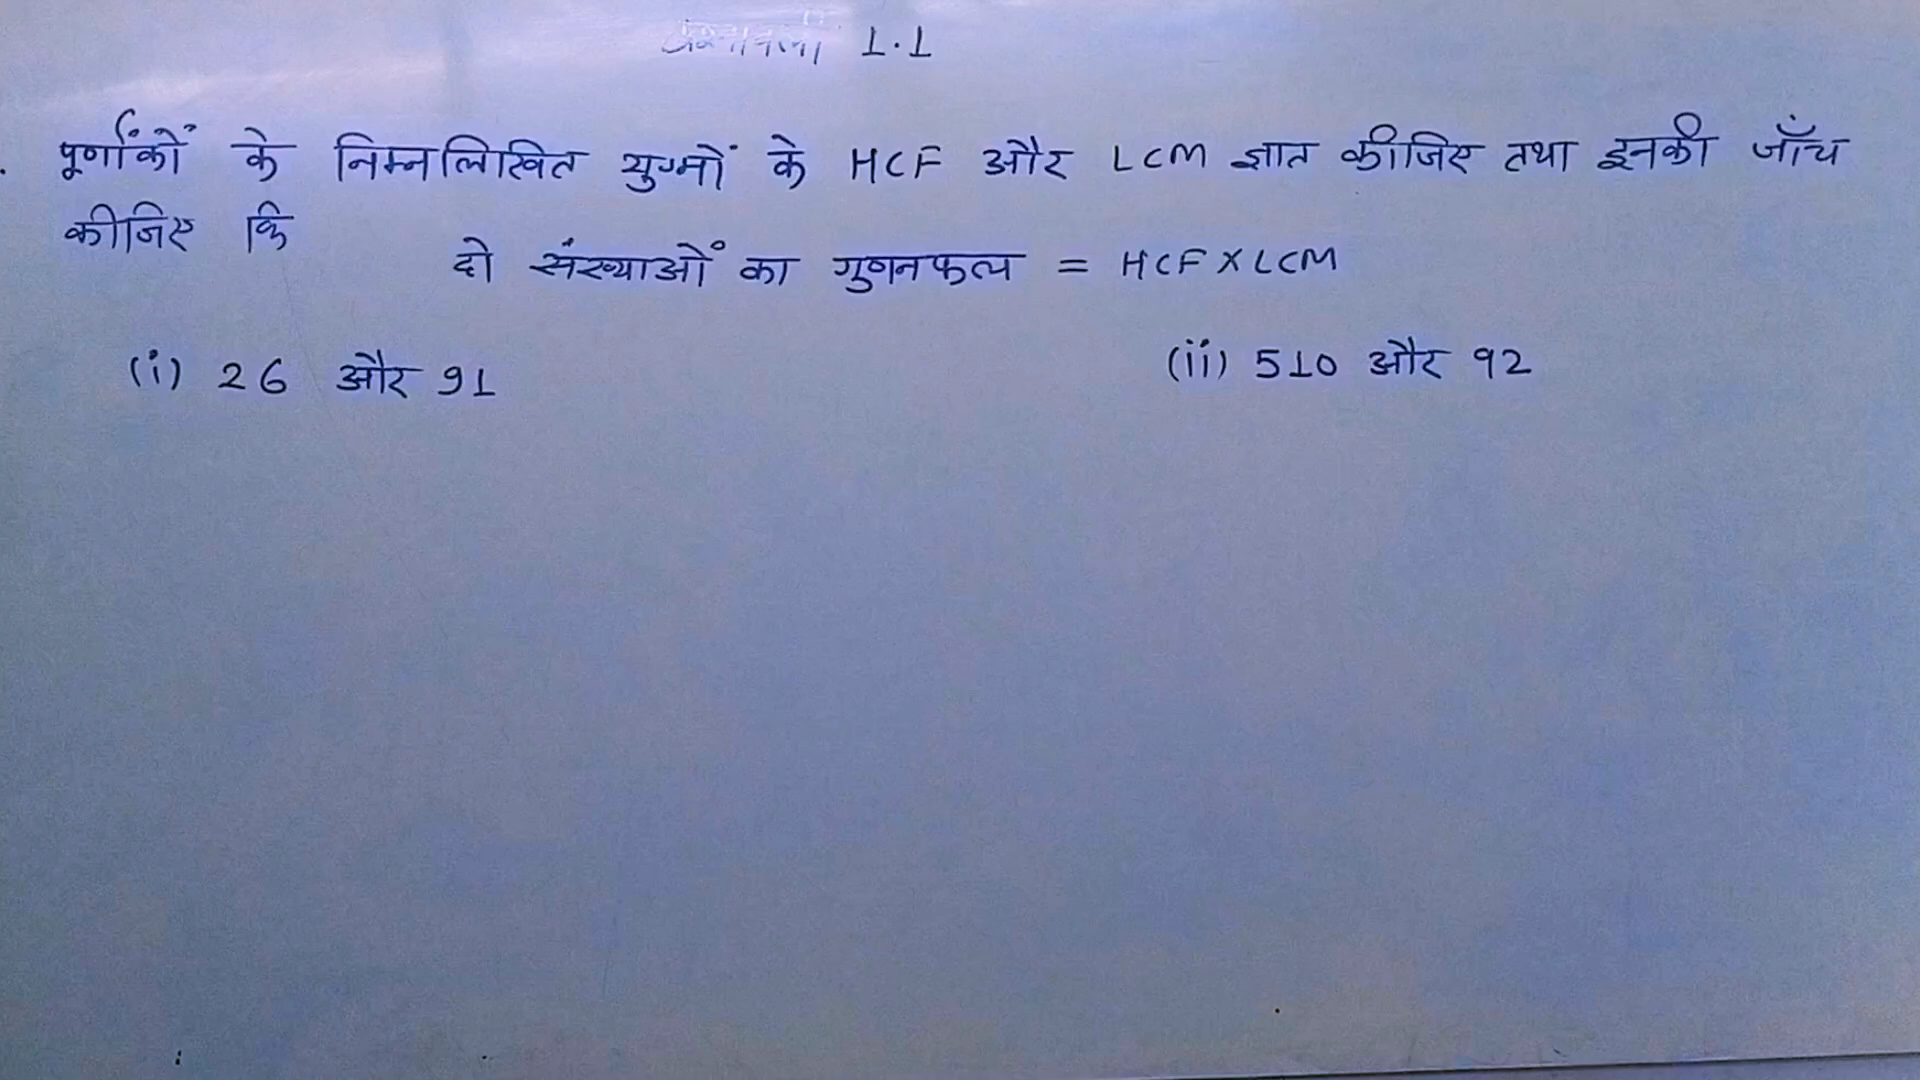 प्रश्नावली 1.1
पूर्णांकों के निम्नलिखित युग्मों के HCF और LCM ज्ञात कीजिए तथा इनकी जाँच
कीजिए कि
दो संख्याओं का गुणनफल = HCF X LCM
(i) 26 और 91 (ii) 510 और 92